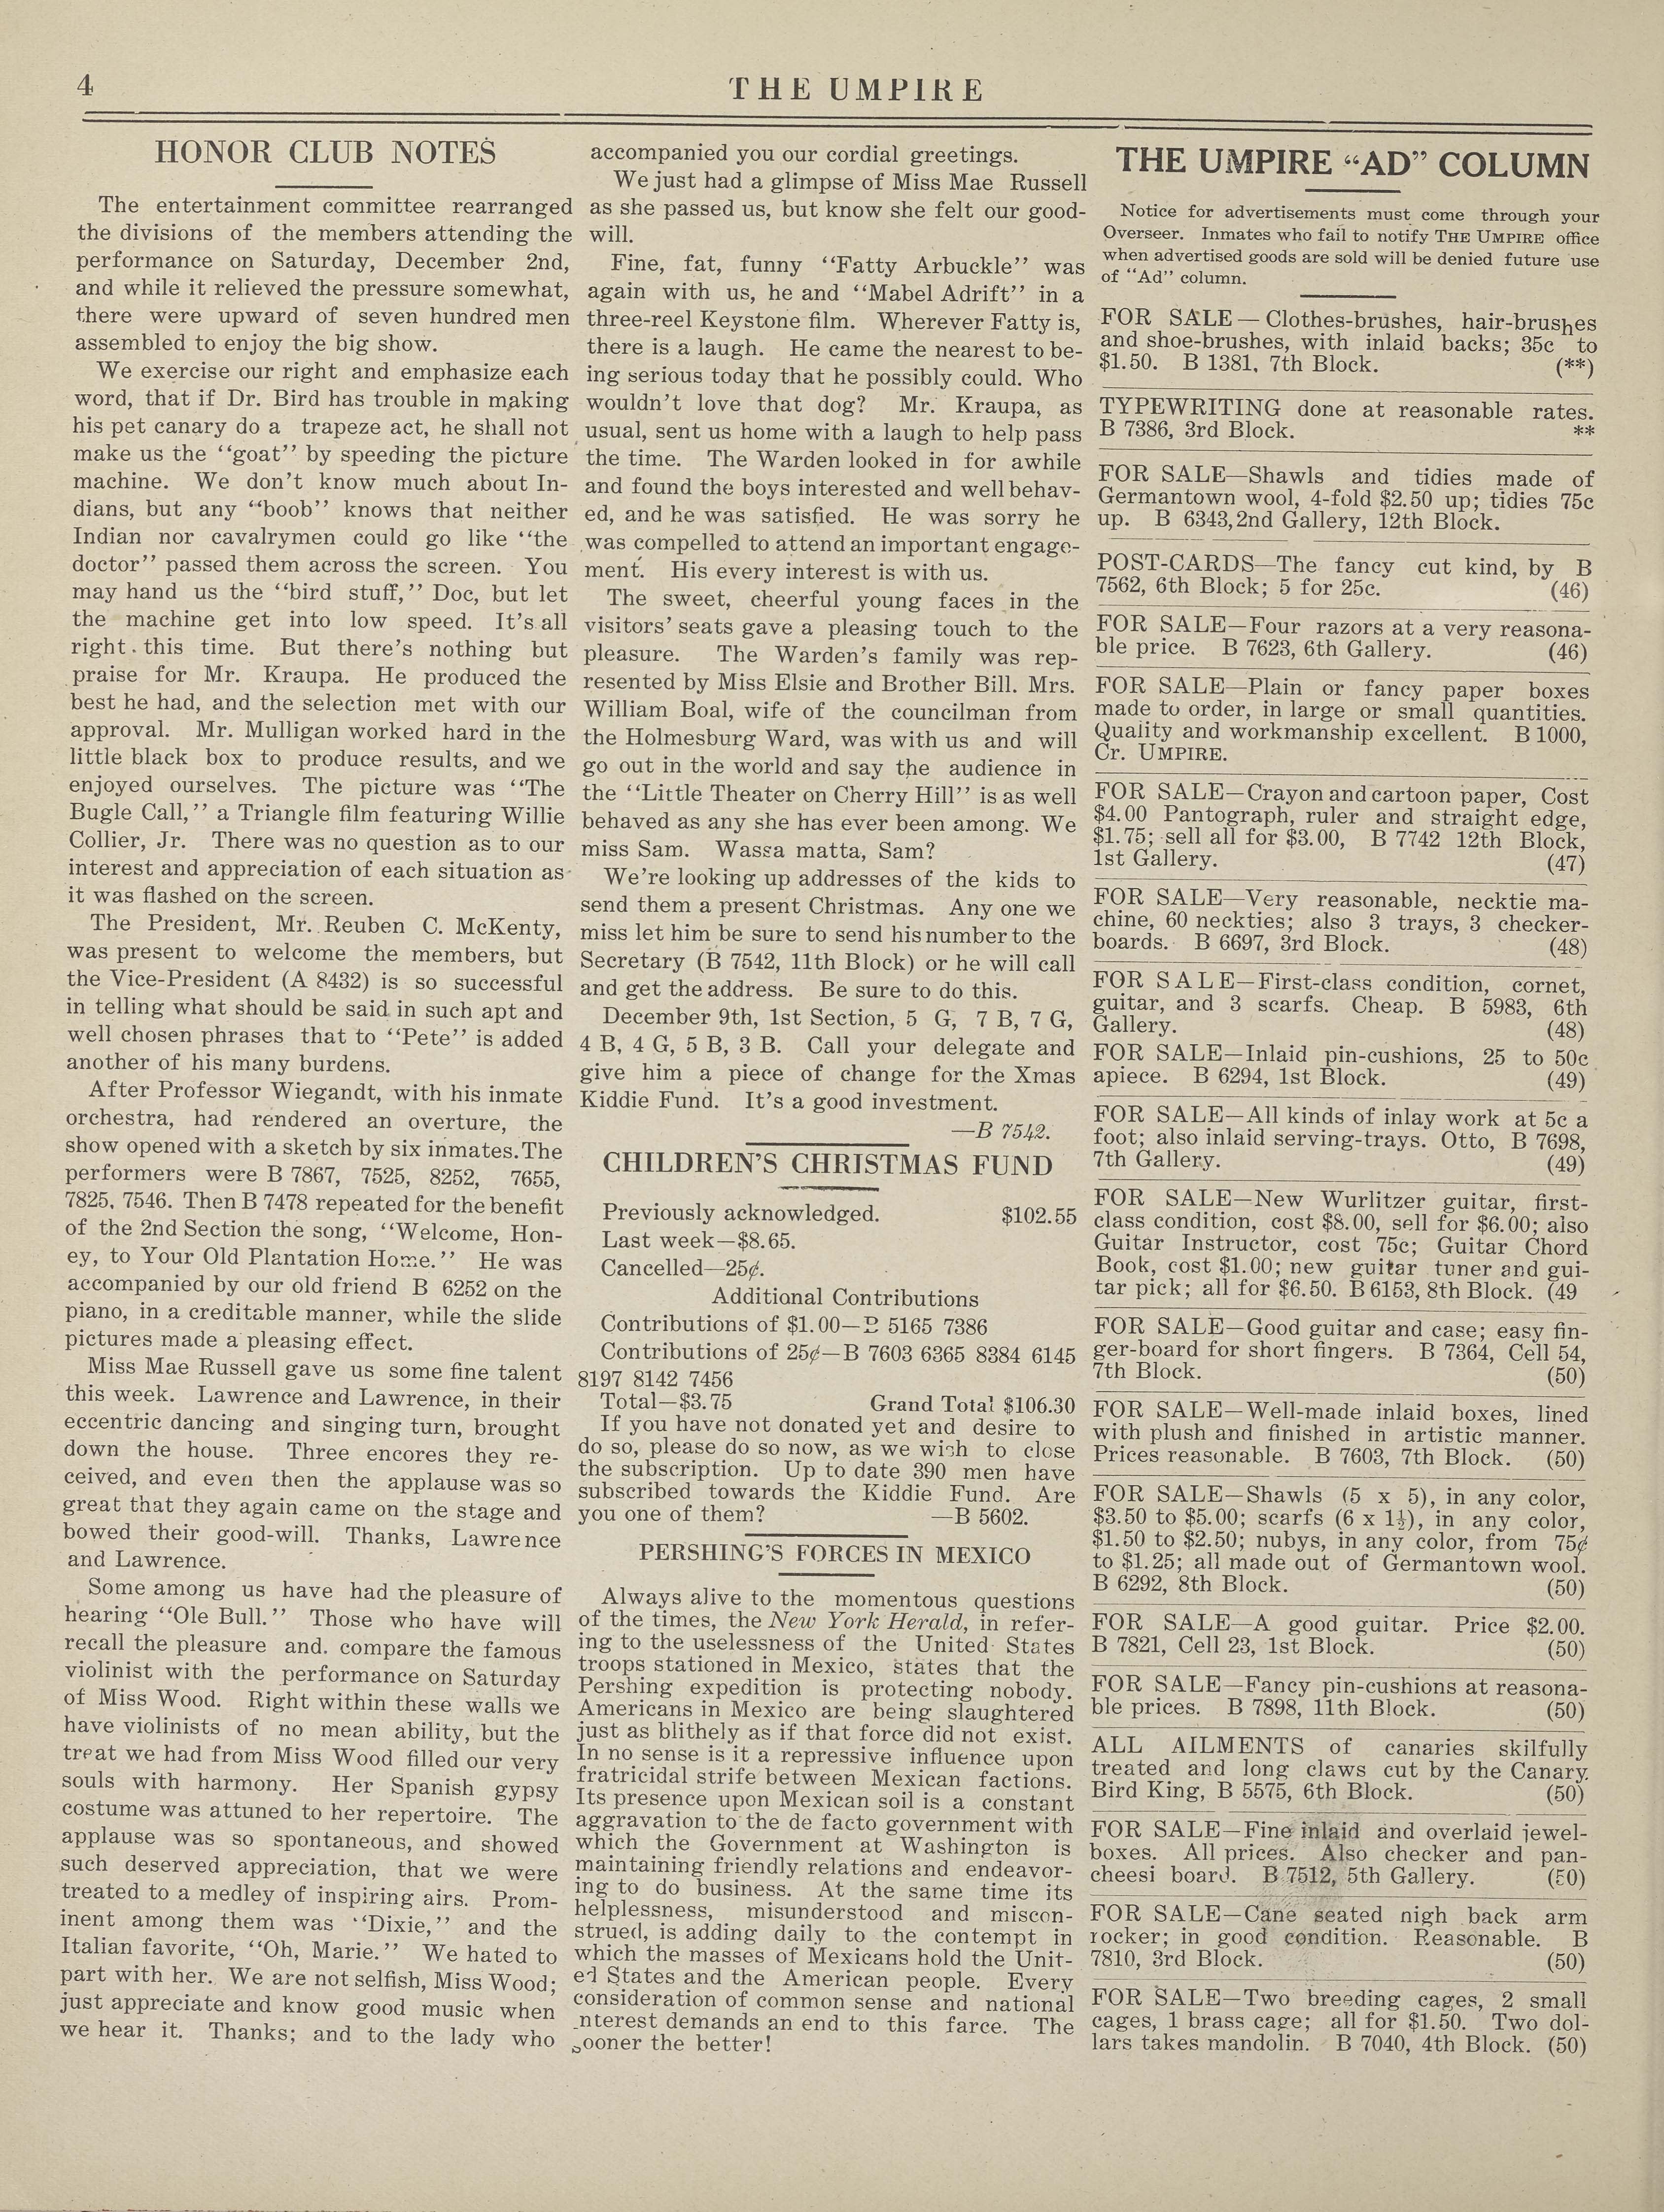 4
THE UMPIRE
HONOR CLUB NOTES
The entertainment committee rearranged
the divisions of the members attending the
performance on Saturday, December 2nd,
and while it relieved the pressure somewhat,
there were upward of seven hundred men
assembled to enjoy the big show.
We exercise our right and emphasize each
word, that if Dr. Bird has trouble in making
his pet canary do a trapeze act, he shall not
make us the ‘‘goat’’ by speeding the picture
machine. We don’t know much about In-
dians, but any ‘‘boob’’ knows that neither
Indian nor cavalrymen could go like ‘‘the
doctor’’ passed them across the screen. You
may hand us the ‘‘bird stuff,’’ Doc, but let
the machine get into low speed. It’s all
right this time. But there’s nothing but
praise for Mr. Kraupa. He produced the
best he had, and the selection met with our
approval. Mr. Mulligan worked hard in the
little black box to produce results, and we
enjoyed ourselves. The picture was ‘‘The
Bugle Call,’’ a Triangle film featuring Willie
Collier, Jr. There was no question as to our
interest and appreciation of each situation as
it was flashed on the screen.
The President, Mr. Reuben C. McKenty,
was present to welcome the members, but
the Vice-President (A 8432) is so successful
in telling what should be said in such apt and
well chosen phrases that to ‘‘Pete’’ is added
another of his many burdens.
After Professor Wiegandt, with his inmate
orchestra, had rendered an overture, the
show opened with a sketch by six inmates. The
performers were B 7867, 7525, 8252, 7655,
7825, 7546. Then B 7478 repeated for the benefit
of the 2nd Section the song, ‘‘Welcome, Hon-
ey, to Your Old Plantation Home.’’ He was
accompanied by our old friend B 6252 on the
piano, in a creditable manner, while the slide
pictures made a pleasing effect.
Miss Mae Russell gave us some fine talent
this week. Lawrence and Lawrence, in their
eccentric dancing and singing turn, brought
down the house. Three encores they re-
ceived, and even then the applause was so
great that they again came on the stage and
bowed their good-will. Thanks, Lawrence
and Lawrence.
Some among us have had the pleasure of
hearing ‘‘Ole Bull.’’ Those who have will
recall the pleasure and. compare the famous
violinist with the performance on Saturday
of Miss Wood. Right within these walls we
have violinists of no mean ability, but the
treat we had from Miss Wood filled our very
souls with harmony. Her Spanish gypsy
costume was attuned to her repertoire. The
applause was so spontaneous, and showed
such deserved appreciation, that we were
treated to a medley of inspiring airs. Prom-
inent among them was ‘‘Dixie,’’ and the
Italian favorite, ‘‘Oh, Marie.’’ We hated to
part with her. We are not selfish, Miss Wood;
just appreciate and know good music when
we hear it. Thanks; and to the lady who
accompanied you our cordial greetings.
We just had a glimpse of Miss Mae Russell
as she passed us, but know she felt our good-
will.
Fine, fat, funny ‘‘Fatty Arbuckle’’ was
again with us, he and ‘‘Mabel Adrift’’ in a
three-reel Keystone film. Wherever Fatty is,
there is a laugh. He came the nearest to be-
ing serious today that he possibly could. Who
wouldn’t love that dog? Mr. Kraupa, as
usual, sent us home with a laugh to help pass
the time. The Warden looked in for awhile
and found the boys interested and well behav-
ed, and he was satisfied. He was sorry he
was compelled to attend an important engage-
ment. His every interest is with us.
The sweet, cheerful young faces in the
visitors’ seats gave a pleasing touch to the
pleasure. The Warden’s family was rep-
resented by Miss Elsie and Brother Bill. Mrs.
William Boal, wife of the councilman from
the Holmesburg Ward, was with us and will
go out in the world and say the audience in
the ‘‘Little Theater on Cherry Hill’’ is as well
behaved as any she has ever been among. We
miss Sam. Wassa matta, Sam?
We’re looking up addresses of the kids to
send them a present Christmas. Any one we
miss let him be sure to send his number to the
Secretary (B 7542, 11th Block) or he will call
and get the address. Be sure to do this.
December 9th, 1st Section, 5 G, 7 B, 7 G,
4 B, 4 G, 5 B, 3 B. Call your delegate and
give him a piece of change for the Xmas
Kiddie Fund. It’s a good investment.
—B 7542.
CHILDREN’S CHRISTMAS FUND
Previously acknowledged. $102.55
Last week—$8.65.
Cancelled—25¢.
Additional Contributions
Contributions of $1.00—B 5165 7386
Contributions of 25¢—B 7603 6365 8384 6145
8197 8142 7456
Total—$3.75 Grand Total $106.30
If you have not donated yet and desire to
do so, please do so now, as we wish to close
the subscription. Up to date 390 men have
subscribed towards the Kiddie Fund. Are
you one of them? —B 5602.
PERSHING’S FORCES IN MEXICO
Always alive to the momentous questions
of the times, the New York Herald, in refer-
ing to the uselessness of the United States
troops stationed in Mexico, states that the
Pershing expedition is protecting nobody.
Americans in Mexico are being slaughtered
just as blithely as if that force did not exist.
In no sense is it a repressive influence upon
fratricidal strife between Mexican factions.
Its presence upon Mexican soil is a constant
aggravation to the de facto government with
which the Government at Washington is
maintaining friendly relations and endeavor-
ing to do business. At the same time its
helplessness, misunderstood and miscon-
strued, is adding daily to the contempt in
which the masses of Mexicans hold the Unit-
ed States and the American people. Every
consideration of common sense and national
interest demands an end to this farce. The
sooner the better!
THE UMPIRE “AD” COLUMN
Notice for advertisements must come through your
Overseer. Inmates who fail to notify THE UMPIRE office
when advertised goods are sold will be denied future use
of “Ad” column.
FOR SALE — Clothes-brushes, hair-brushes
and shoe-brushes, with inlaid backs; 35c to
$1.50. B 1381, 7th Block. (**)
TYPEWRITING done at reasonable rates.
B 7386, 3rd Block. **
FOR SALE—Shawls and tidies made of
Germantown wool, 4-fold $2.50 up; tidies 75c
up. B 6343, 2nd Gallery, 12th Block.
POST-CARDS—The fancy cut kind, by B
7562, 6th Block; 5 for 25c. (46)
FOR SALE—Four razors at a very reasona-
ble price. B 7623, 6th Gallery. (46)
FOR SALE—Plain or fancy paper boxes
made to order, in large or small quantities.
Quality and workmanship excellent. B 1000,
Cr. UMPIRE.
FOR SALE—Crayon and cartoon paper, Cost
$4.00 Pantograph, ruler and straight edge,
$1.75; sell all for $3.00, B 7742 12th Block,
1st Gallery. (47)
FOR SALE—Very reasonable, necktie ma-
chine, 60 neckties; also 3 trays, 3 checker-
boards. B 6697, 3rd Block. (48)
FOR SALE—First-class condition, cornet,
guitar, and 3 scarfs. Cheap. B 5983, 6th
Gallery. (48)
FOR SALE—Inlaid pin-cushions, 25 to 50c
apiece. B 6294, 1st Block. (49)
FOR SALE—All kinds of inlay work at 5c a
foot; also inlaid serving-trays. Otto, B 7698,
7th Gallery. (49)
FOR SALE—New Wurlitzer guitar, first-
class condition, cost $8.00, sell for $6.00; also
Guitar Instructor, cost 75c; Guitar Chord
Book, cost $1.00; new guitar tuner and gui-
tar pick; all for $6.50. B 6153, 8th Block. (49
FOR SALE—Good guitar and case; easy fin-
ger-board for short fingers. B 7364, Cell 54,
7th Block. (50)
FOR SALE—Well-made inlaid boxes, lined
with plush and finished in artistic manner.
Prices reasonable. B 7603, 7th Block. (50)
FOR SALE—Shawls (5 x 5), in any color,
$3.50 to $5.00; scarfs (6 x 1½), in any color,
$1.50 to $2.50; nubys, in any color, from 75¢
to $1.25; all made out of Germantown wool.
B 6292, 8th Block. (50)
FOR SALE—A good guitar. Price $2.00.
B 7821, Cell 23, 1st Block. (50)
FOR SALE—Fancy pin-cushions at reasona-
ble prices. B 7898, 11th Block. (50)
ALL AILMENTS of canaries skilfully
treated and long claws cut by the Canary
Bird King, B 5575, 6th Block. (50)
FOR SALE—Fine inlaid and overlaid jewel-
boxes. All prices. Also checker and pan-
cheesi board. B 7512, 5th Gallery. (50)
FOR SALE—Cane seated nigh back arm
rocker; in good condition. Reasonable. B
7810, 3rd Block. (50)
FOR SALE—Two breeding cages, 2 small
cages, 1 brass cage; all for $1.50. Two dol-
lars takes mandolin. B 7040, 4th Block. (50)